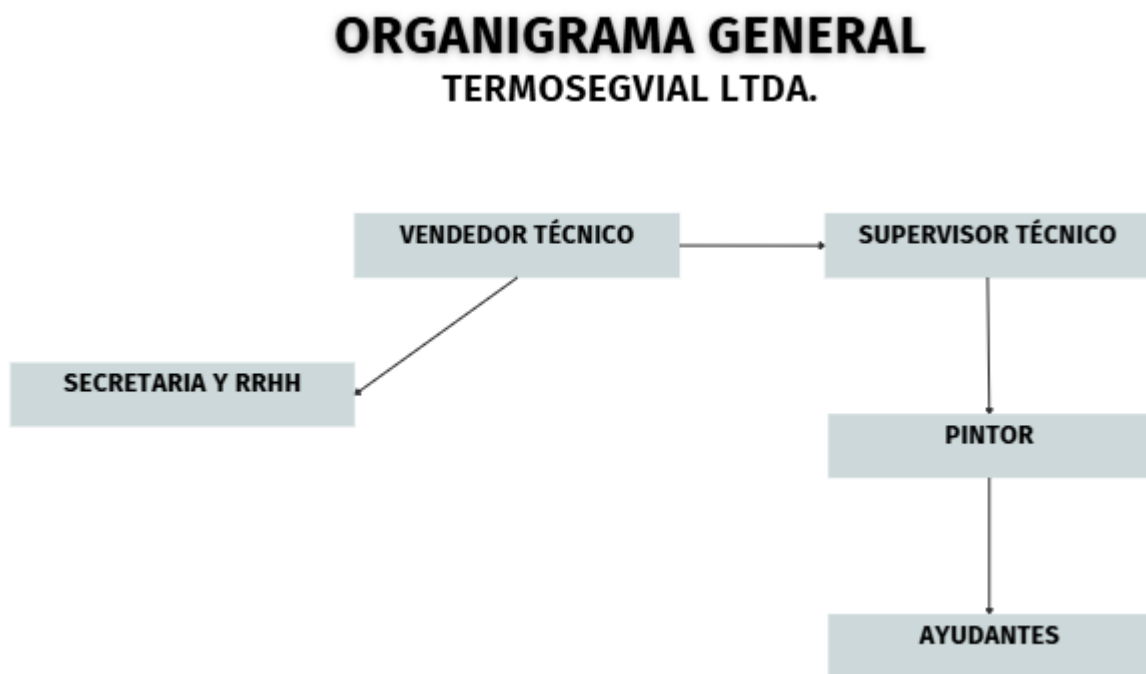 ORGANIGRAMA GENERAL
TERMOSEGVIAL LTDA.
VENDEDOR TÉCNICO
SUPERVISOR TÉCNICO
SECRETARIA Y RRHH
PINTOR
AYUDANTES